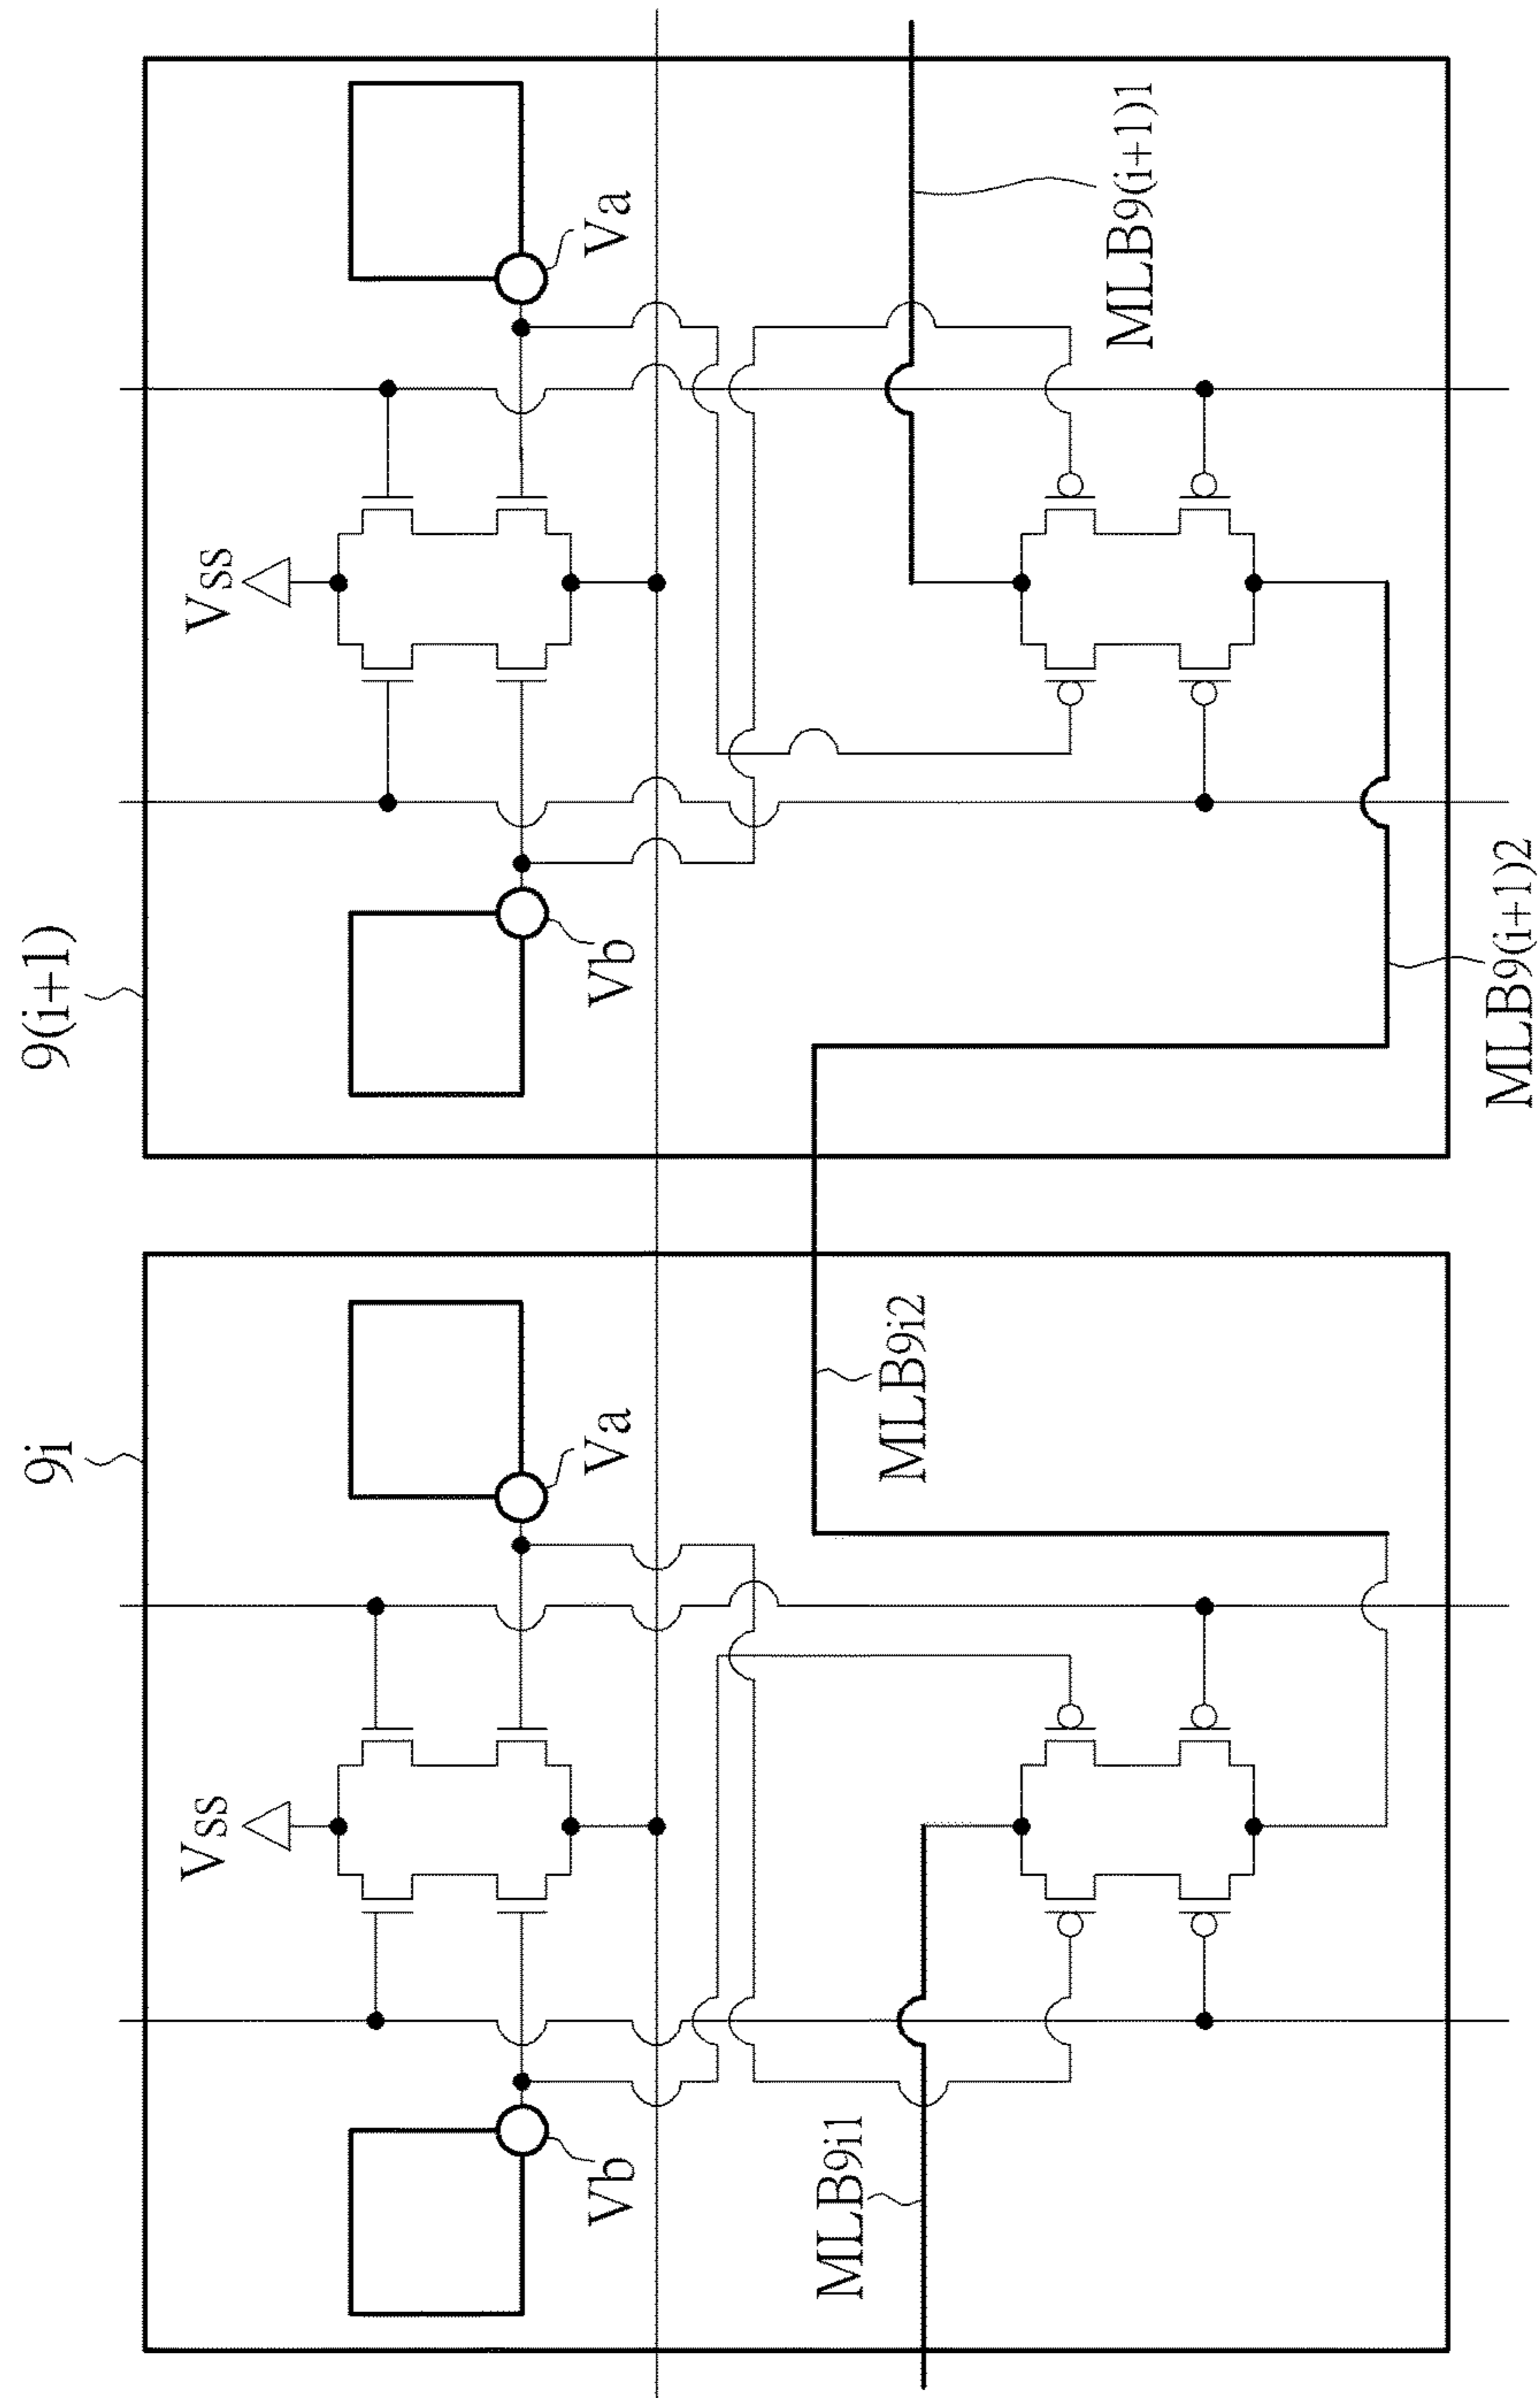 9i
9(i+1)
Vss
Vss
Vb
Va
Vb
Va
MLB9i1
MLB9i2
MLB9(i+1)1
MLB9(i+1)2